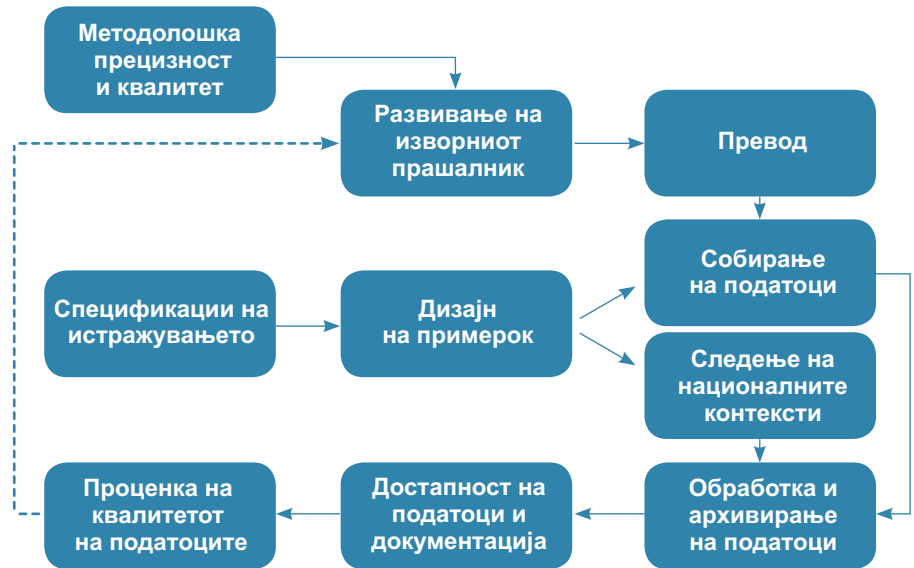 Методолошка
прецизност
и квалитет
Развивање на
изворниот
прашалник
Превод
Собирање
на податоци
Спецификации на
истражувањето
Дизајн
на примерок
Следење на
националните
контексти
Проценка на
квалитетот
на податоците
Достапност на
податоци и
документација
Обработка и
архивирање
на податоци